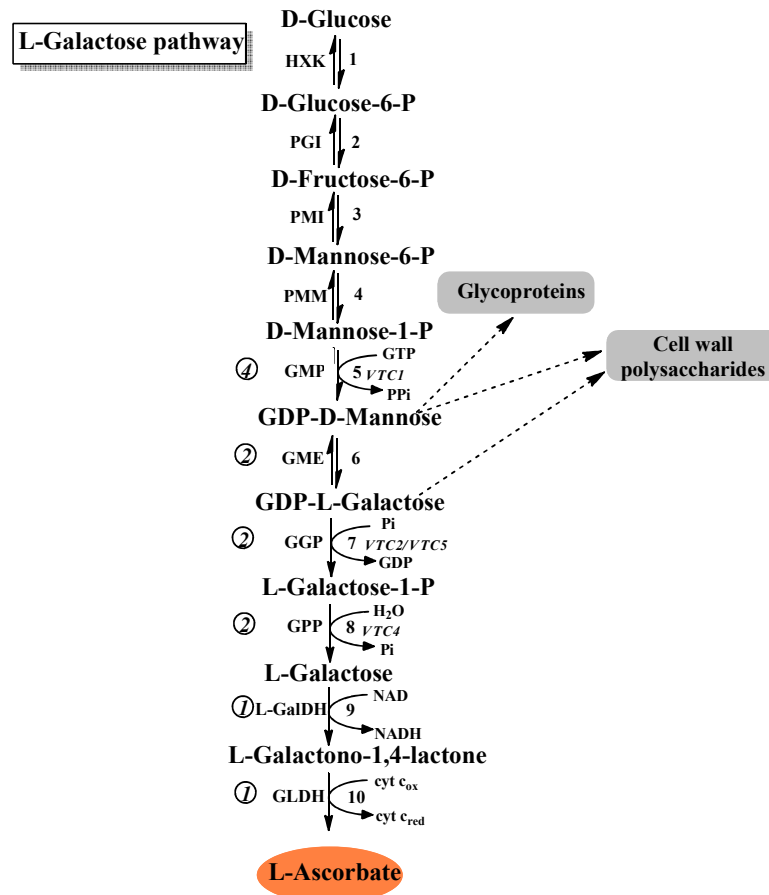 L-Galactose pathway
D-Glucose
HXK 1
D-Glucose-6-P
PGI 2
D-Fructose-6-P
PMI 3
D-Mannose-6-P
PMM 4
Glycoproteins
D-Mannose-1-P
Cell wall
polysaccharides
GTP
④ GMP 5 VTC1
PPi
GDP-D-Mannose
② GME 6
GDP-L-Galactose
Pi
② GGP 7 VTC2/VTC5
GDP
L-Galactose-1-P
H₂O
② GPP 8 VTC4
Pi
L-Galactose
NAD
① L-GalDH 9
NADH
L-Galactono-1,4-lactone
cyt c_ox
① GLDH 10
cyt c_red
L-Ascorbate